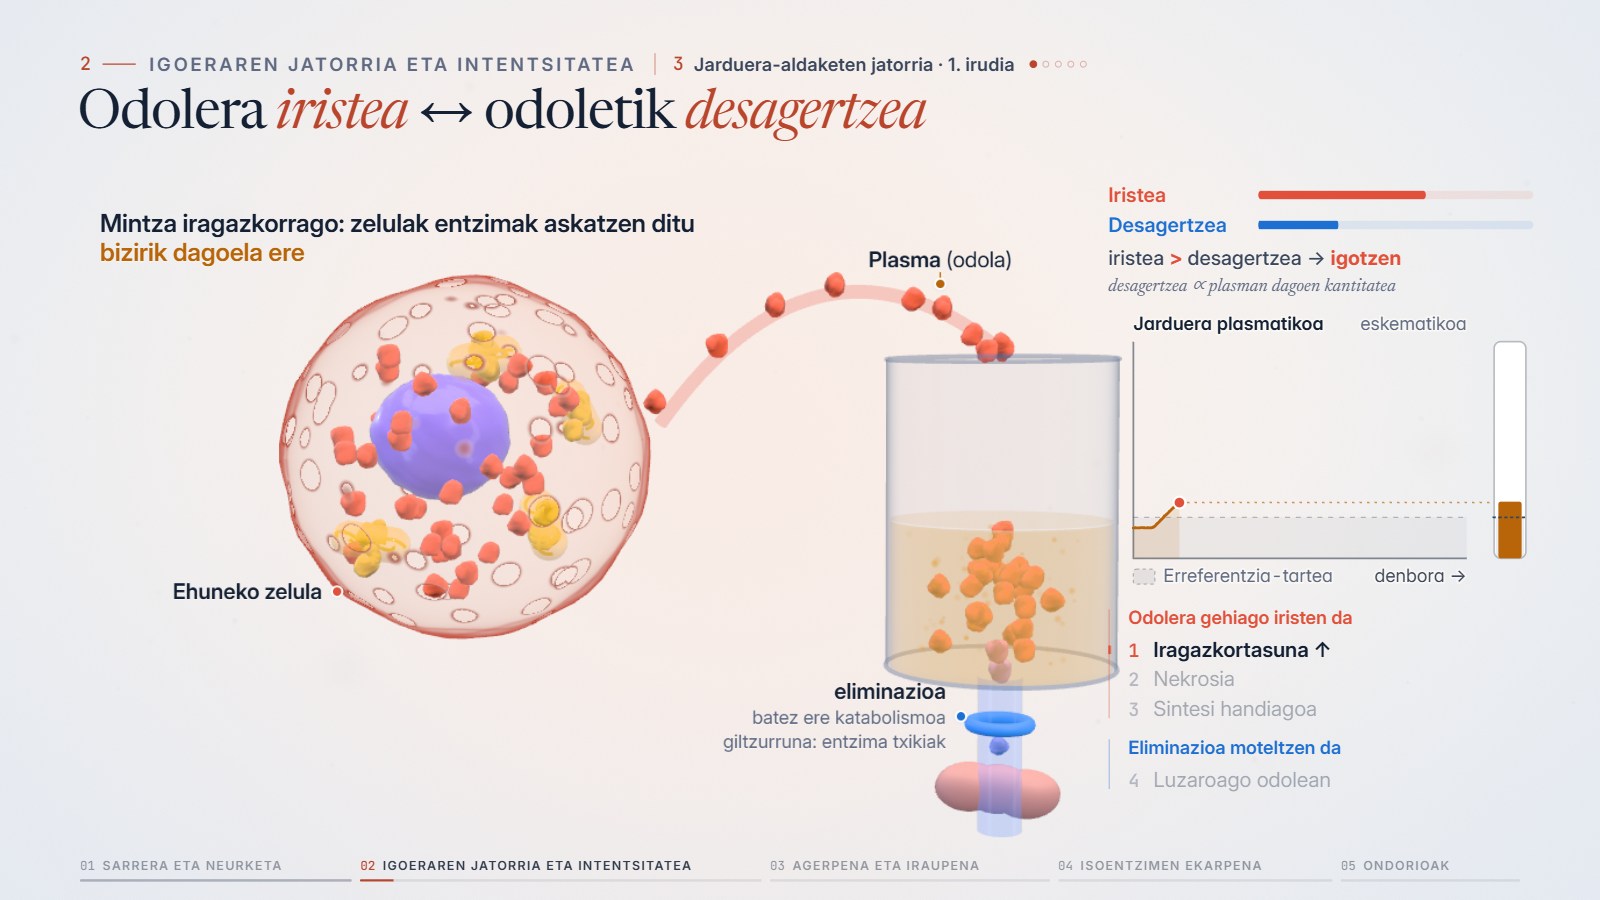 2 — IGOERAREN JATORRIA ETA INTENTSITATEA | 3 Jarduera-aldaketen jatorria · 1. irudia
Odolera iristea ↔ odoletik desagertzea
Mintza iragazkorrago: zelulak entzimak askatzen ditu
bizirik dagoela ere
Plasma (odola)
Ehuneko zelula
eliminazioa
batez ere katabolismoa
giltzurruna: entzima txikiak
Iristea
Desagertzea
iristea > desagertzea → igotzen
desagertzea ∝ plasman dagoen kantitatea
Jarduera plasmatikoa eskematikoa
Erreferentzia-tartea denbora →
Odolera gehiago iristen da
1 Iragazkortasuna ↑
2 Nekrosia
3 Sintesi handiagoa
Eliminazioa moteltzen da
4 Luzaroago odolean
01 SARRERA ETA NEURKETA 02 IGOERAREN JATORRIA ETA INTENTSITATEA 03 AGERPENA ETA IRAUPENA 04 ISOENTZIMEN EKARPENA 05 ONDORIOAK